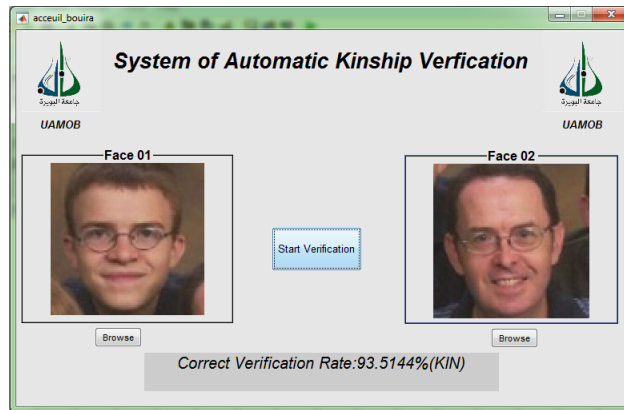 acceuil_bouira
System of Automatic Kinship Verfication
جامعة البويرة
جامعة البويرة
UAMOB
UAMOB
Face 01
Face 02
Start Verification
Browse
Browse
Correct Verification Rate:93.5144%(KIN)